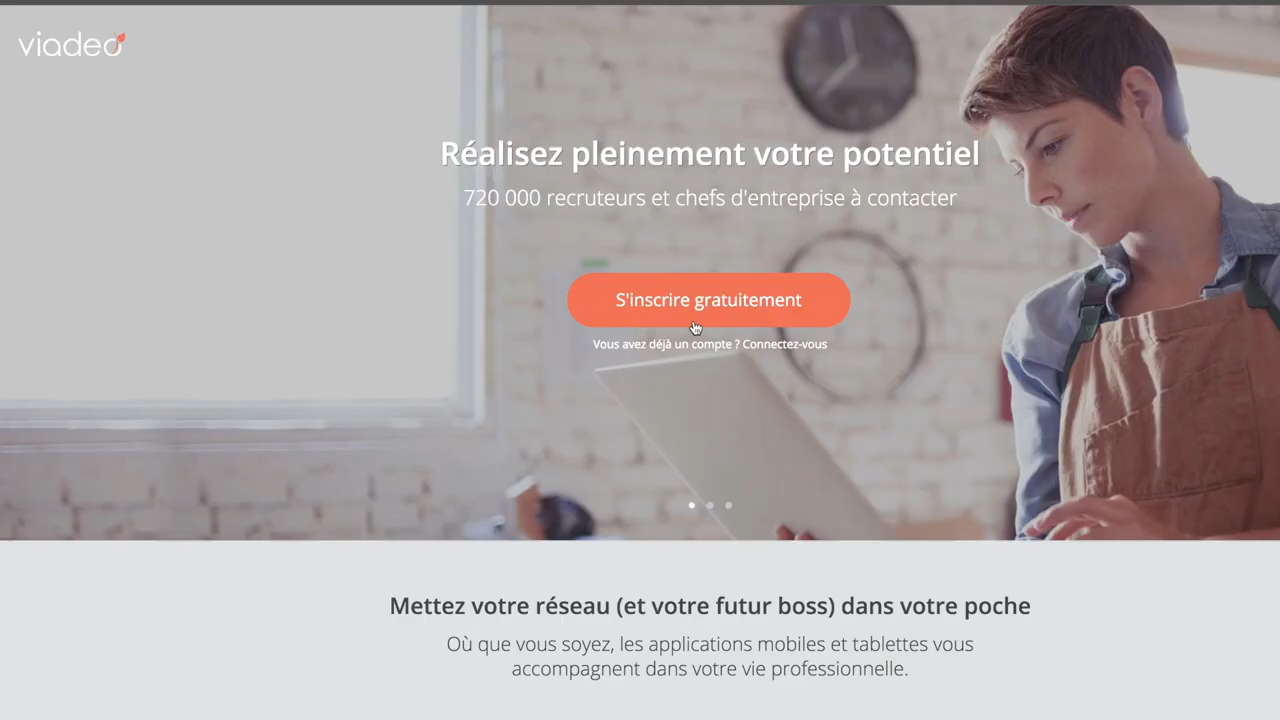 viadeo
Réalisez pleinement votre potentiel
720 000 recruteurs et chefs d'entreprise à contacter
S'inscrire gratuitement
Vous avez déjà un compte ? Connectez-vous
Mettez votre réseau (et votre futur boss) dans votre poche
Où que vous soyez, les applications mobiles et tablettes vous
accompagnent dans votre vie professionnelle.